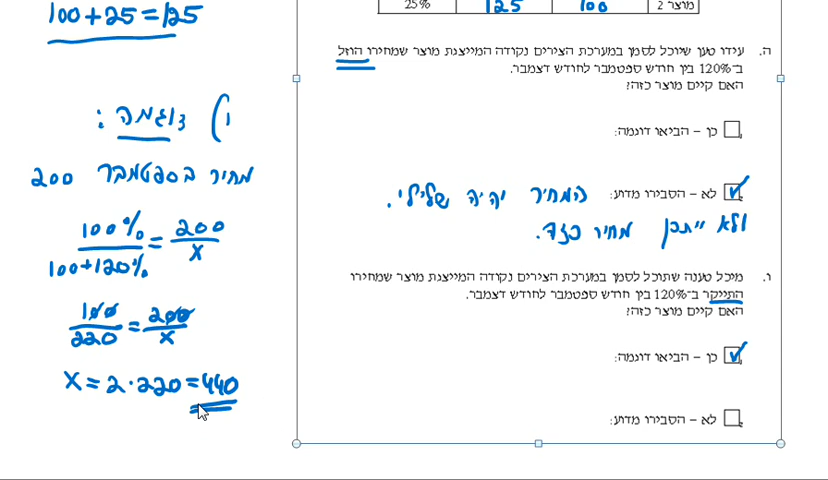 25% 125 100 מוצר 2
100+25=125
ה. עידו טען שיוכל לסמן במערכת הצירים נקודה המייצגת מוצר שמחירו הוזל
ב־120% בין חודש ספטמבר לחודש דצמבר.
האם קיים מוצר כזה?
כן – הביאו דוגמה:
לא – הסבירו מדוע: המחיר יהיה שלילי.
ולא ייתכן מחיר כזה.
ו. מיכל טענה שתוכל לסמן במערכת הצירים נקודה המייצגת מוצר שמחירו
התייקר ב־120% בין חודש ספטמבר לחודש דצמבר.
האם קיים מוצר כזה?
כן – הביאו דוגמה:
לא – הסבירו מדוע:
ו) דוגמה:
מחיר בספטמבר 200
100% / 100+120% = 200 / x
100 / 220 = 200 / x
x = 2 · 220 = 440